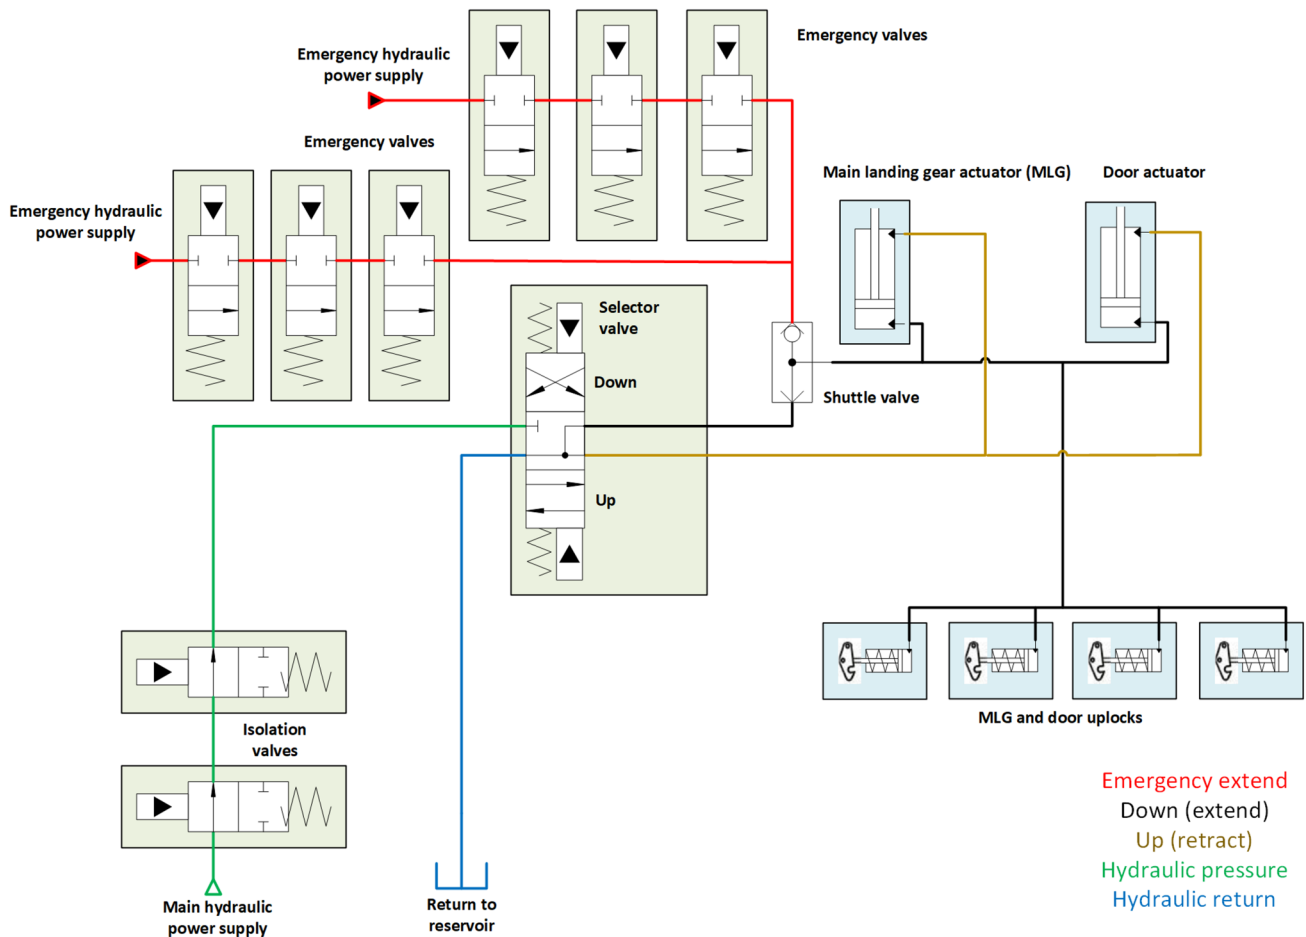 Emergency valves
Emergency hydraulic
power supply
Emergency valves
Main landing gear actuator (MLG)
Door actuator
Emergency hydraulic
power supply
Selector
valve
Down
Shuttle valve
Up
MLG and door uplocks
Isolation
valves
Emergency extend
Down (extend)
Up (retract)
Hydraulic pressure
Hydraulic return
Main hydraulic
power supply
Return to
reservoir